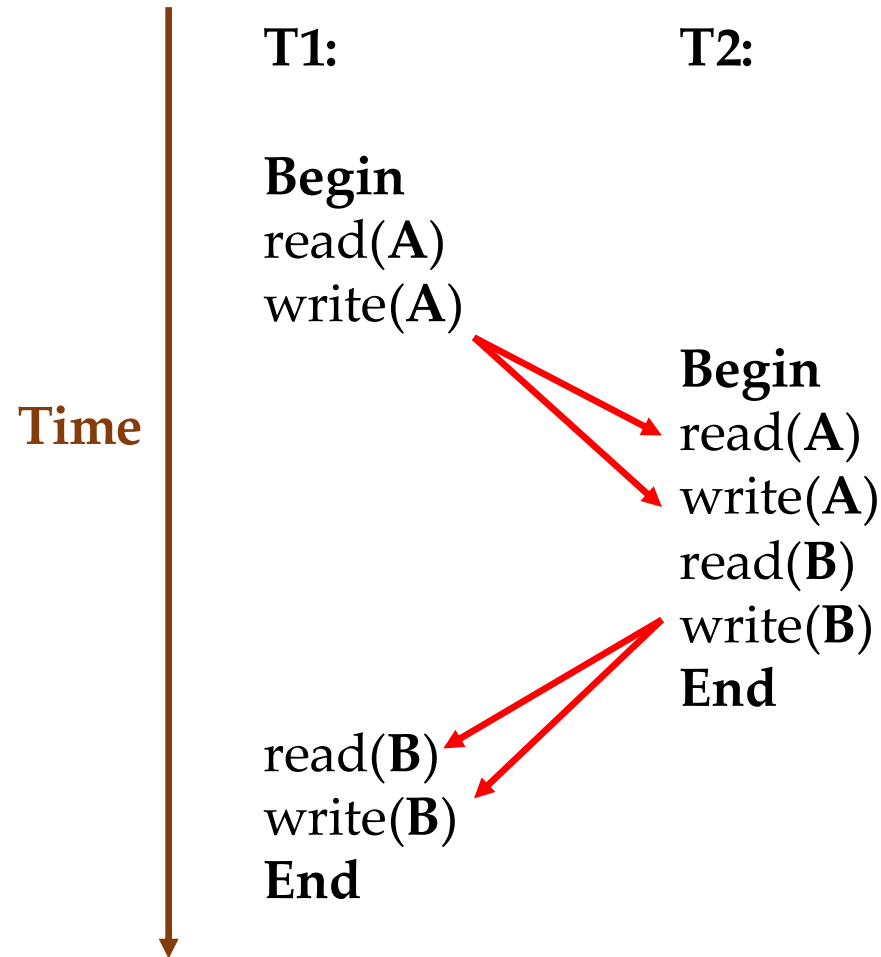 T1: T2:
Begin
read(A)
write(A)
Begin
Time
read(A)
write(A)
read(B)
write(B)
End
read(B)
write(B)
End